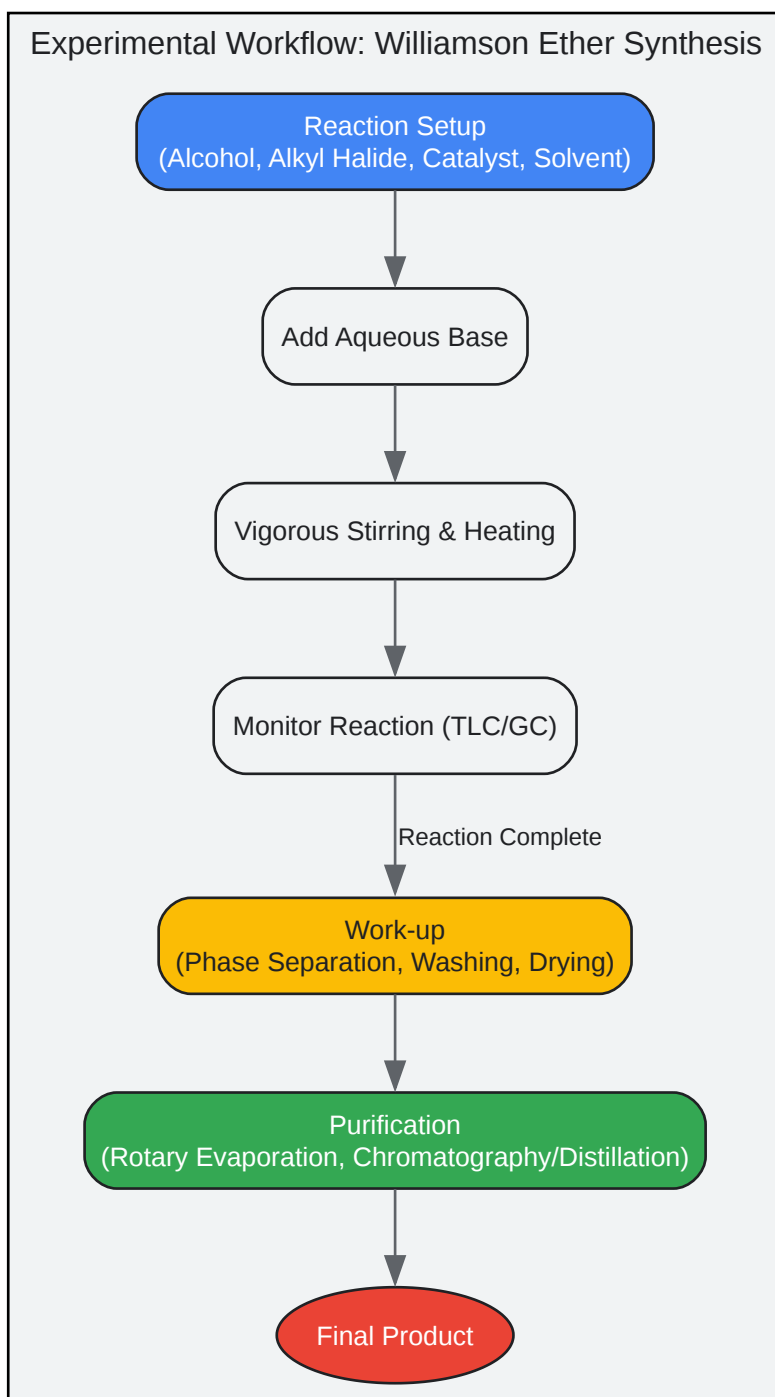 Experimental Workflow: Williamson Ether Synthesis
Reaction Setup
(Alcohol, Alkyl Halide, Catalyst, Solvent)
Add Aqueous Base
Vigorous Stirring & Heating
Monitor Reaction (TLC/GC)
Reaction Complete
Work-up
(Phase Separation, Washing, Drying)
Purification
(Rotary Evaporation, Chromatography/Distillation)
Final Product